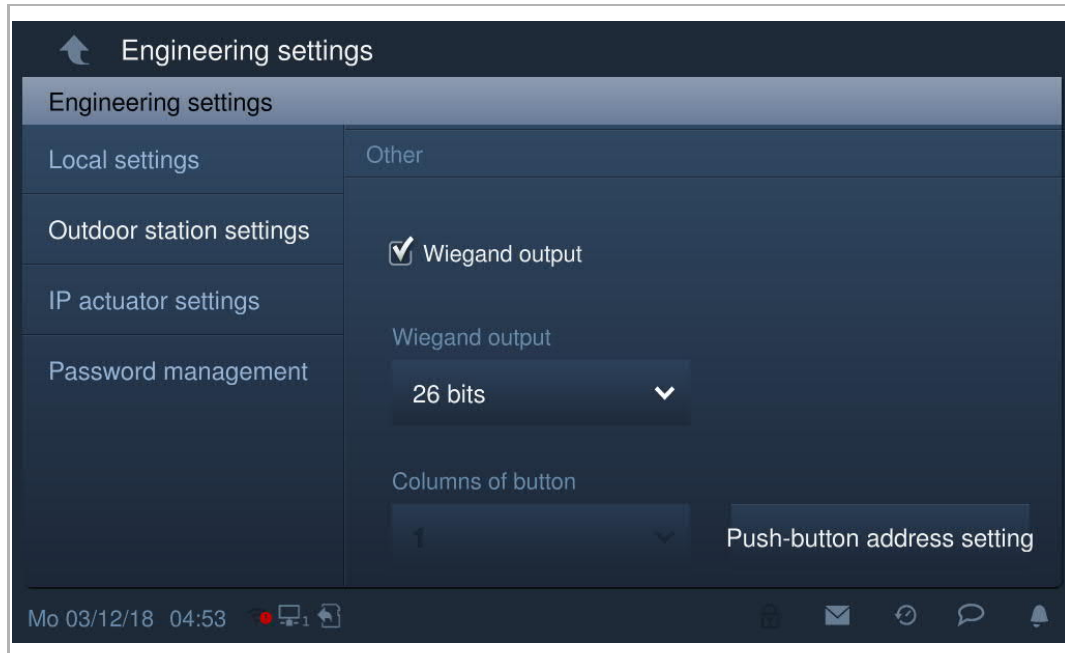 Engineering settings
Engineering settings
Local settings
Outdoor station settings
IP actuator settings
Password management
Other
Wiegand output
Wiegand output
26 bits
Columns of button
1
Push-button address setting
Mo 03/12/18 04:53
1